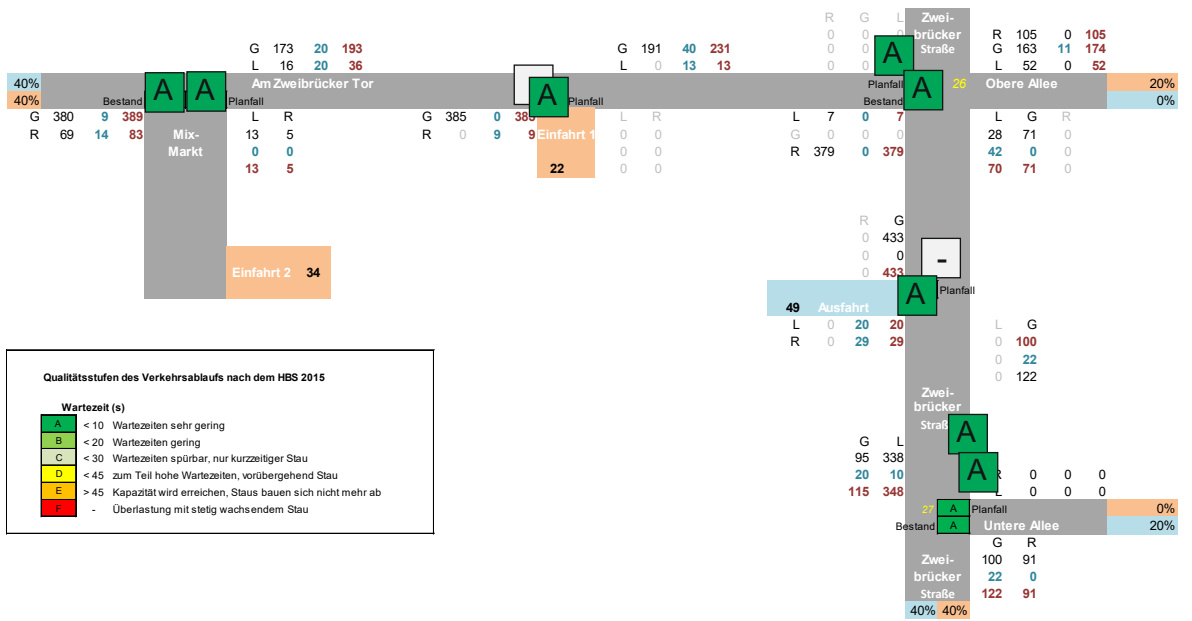 R G L Zwei-
0 0 0 brücker R 105 0 105
G 173 20 193 G 191 40 231 0 0 Straße G 163 11 174
L 16 20 36 L 0 13 13 0 0 L 52 0 52
40% Am Zweibrücker Tor A A A A A Planfall 26 Obere Allee 20%
40% Bestand Planfall Planfall Bestand 0%
G 380 9 389 L R G 385 0 385 L R L 7 0 7 L G R
R 69 14 83 Mix- 13 5 R 0 9 9 Einfahrt 1 0 0 G 0 0 0 28 71 0
Markt 0 0 0 0 R 379 0 379 42 0 0
13 5 22 0 0 70 71 0
R G
0 433
0 0 -
Einfahrt 2 34 0 433
A Planfall
49 Ausfahrt
L 0 20 20 L G
R 0 29 29 0 100
0 22
0 122
Qualitätsstufen des Verkehrsablaufs nach dem HBS 2015
Wartezeit (s)
A < 10 Wartezeiten sehr gering
B < 20 Wartezeiten gering
C < 30 Wartezeiten spürbar, nur kurzzeitiger Stau
D < 45 zum Teil hohe Wartezeiten, vorübergehend Stau
E > 45 Kapazität wird erreichen, Staus bauen sich nicht mehr ab
F - Überlastung mit stetig wachsendem Stau
Zwei-
brücker
Straße A
G L
95 338 A R 0 0 0
20 10 L 0 0 0
115 348
27 A Planfall 0%
Bestand A Untere Allee 20%
G R
Zwei- 100 91
brücker 22 0
Straße 122 91
40% 40%